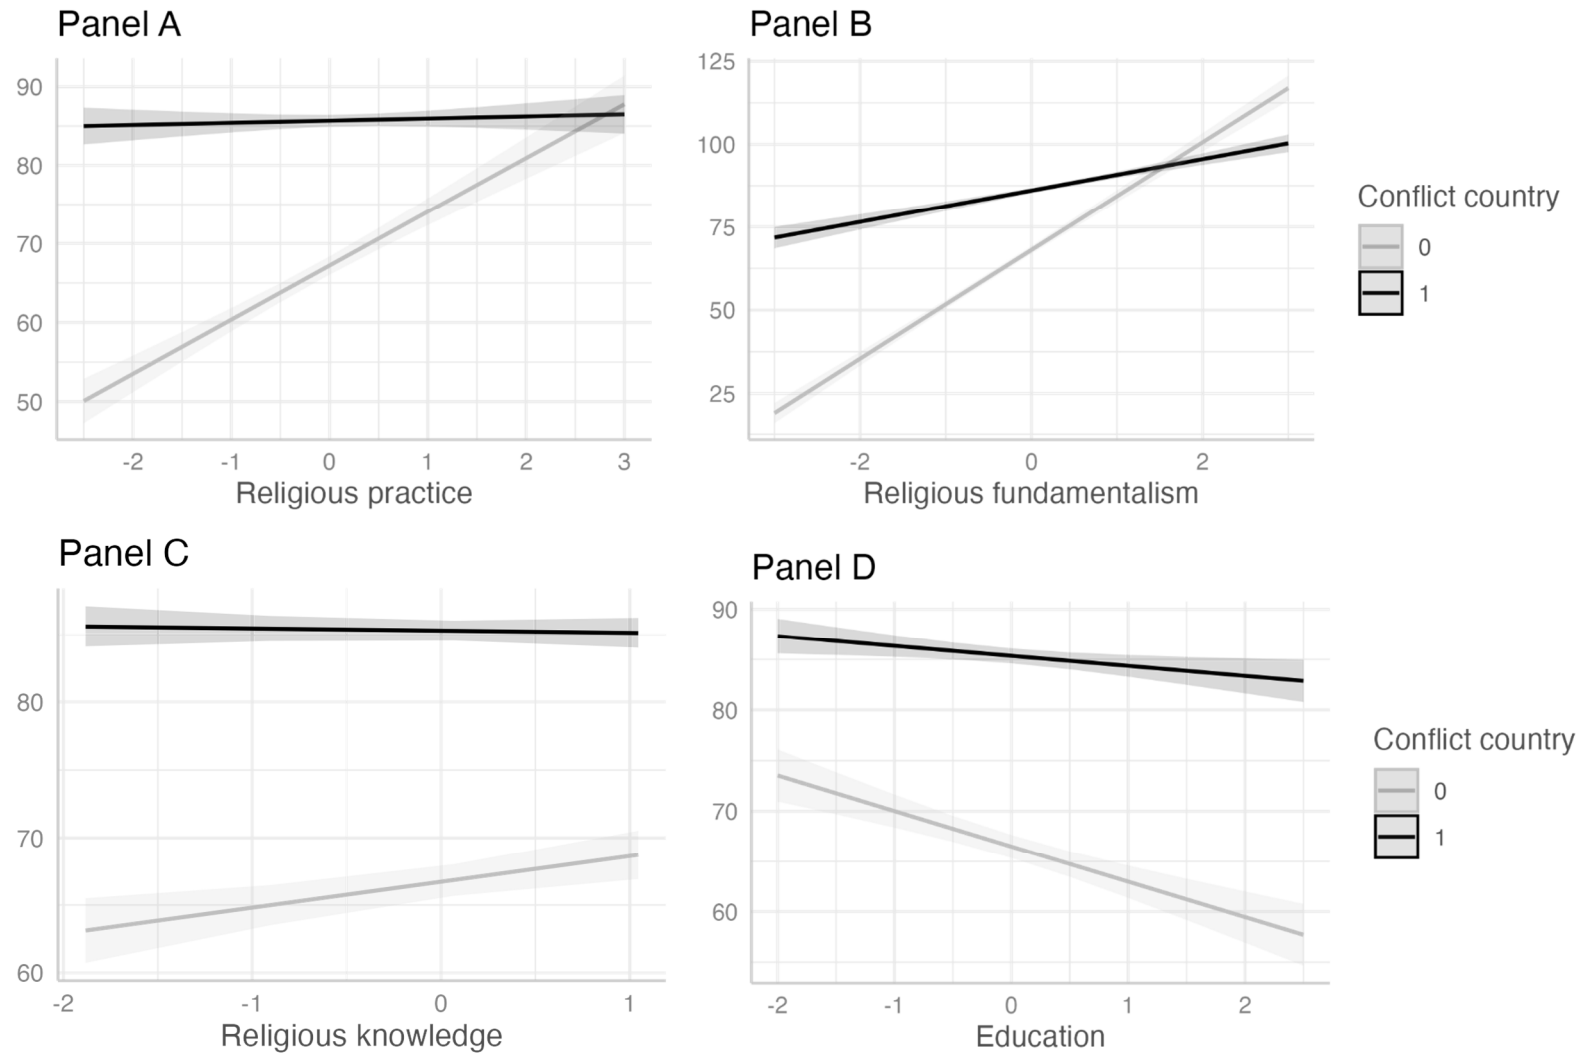 Panel A
90
80
70
60
50
-2 -1 0 1 2 3
Religious practice
Panel B
125
100
75
50
25
-2 0 2
Religious fundamentalism
Conflict country
0
1
Panel C
80
70
60
-2 -1 0 1
Religious knowledge
Panel D
90
80
70
60
-2 -1 0 1 2
Education
Conflict country
0
1